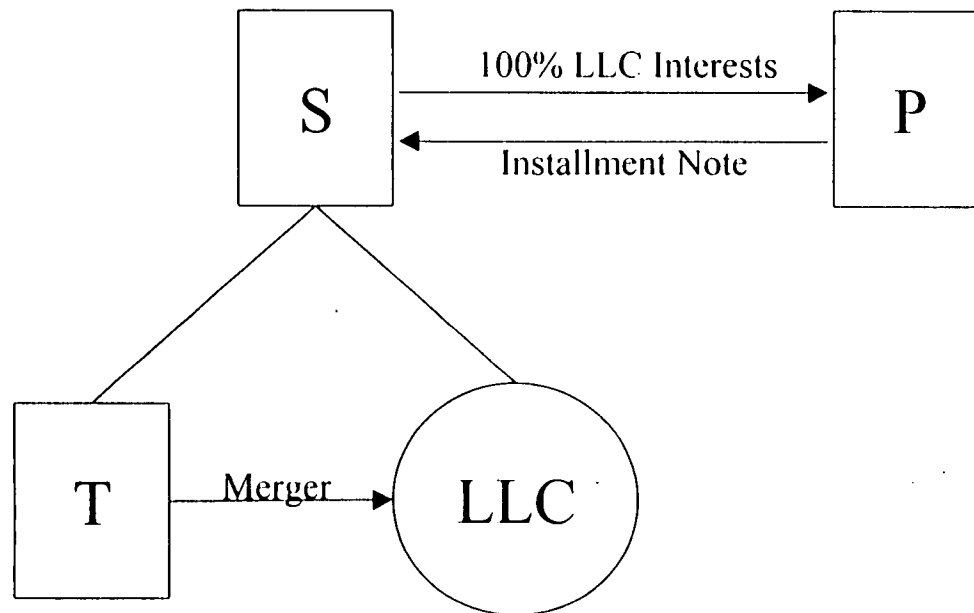 S
100% LLC Interests
Installment Note
P
T
Merger
LLC